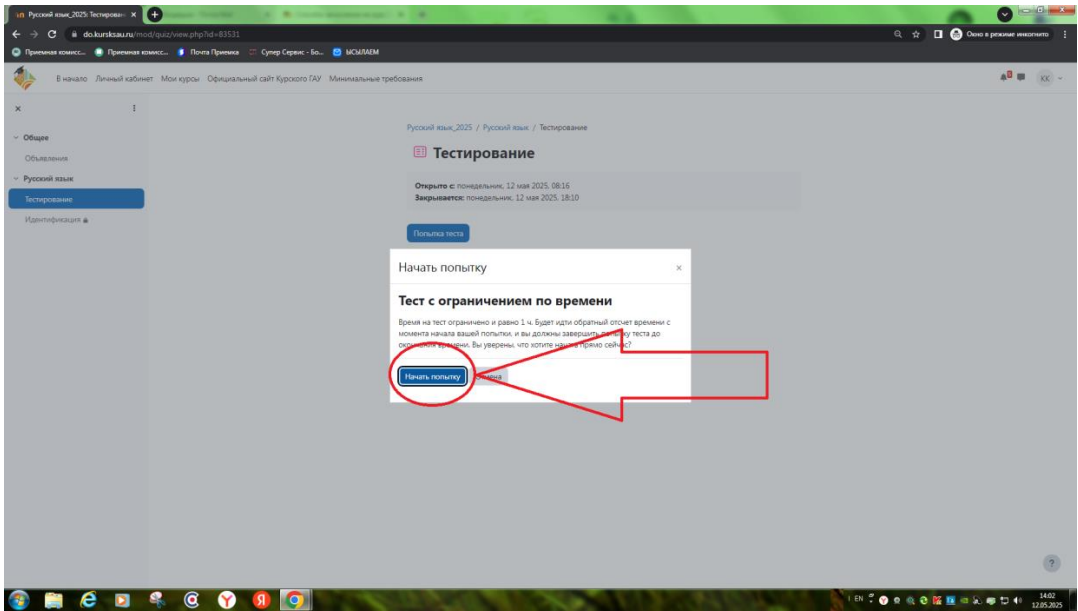 Русский язык_2025: Тестирован
do.kursksau.ru/mod/quiz/view.php?id=83531
Окно в режиме инкогнито
Приемная комисс...
Приемная комисс...
Почта Приемка
Супер Сервис - Бо...
ЫСЫЛАЕМ
В начало
Личный кабинет
Мои курсы
Официальный сайт Курского ГАУ
Минимальные требования
КК
Общее
Объявления
Русский язык
Тестирование
Идентификация
Русский язык_2025 / Русский язык / Тестирование
Тестирование
Открыто с: понедельник, 12 мая 2025, 08:16
Закрывается: понедельник, 12 мая 2025, 18:10
Попытка теста
Начать попытку
Тест с ограничением по времени
Время на тест ограничено и равно 1 ч. Будет идти обратный отсчет времени с
момента начала вашей попытки, и вы должны завершить попытку теста до
окончания времени. Вы уверены, что хотите начать прямо сейчас?
Начать попытку
Отмена
?
EN
14:02
12.05.2025